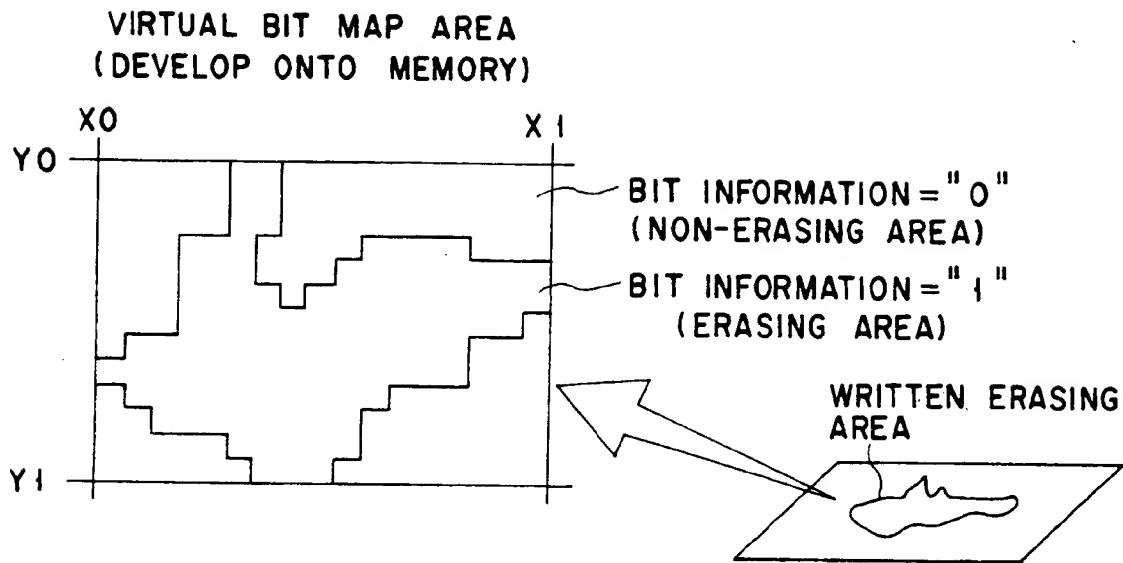 VIRTUAL BIT MAP AREA
(DEVELOP ONTO MEMORY)
X0
X1
Y0
BIT INFORMATION = "0"
(NON-ERASING AREA)
BIT INFORMATION = "1"
(ERASING AREA)
WRITTEN ERASING
AREA
Y1